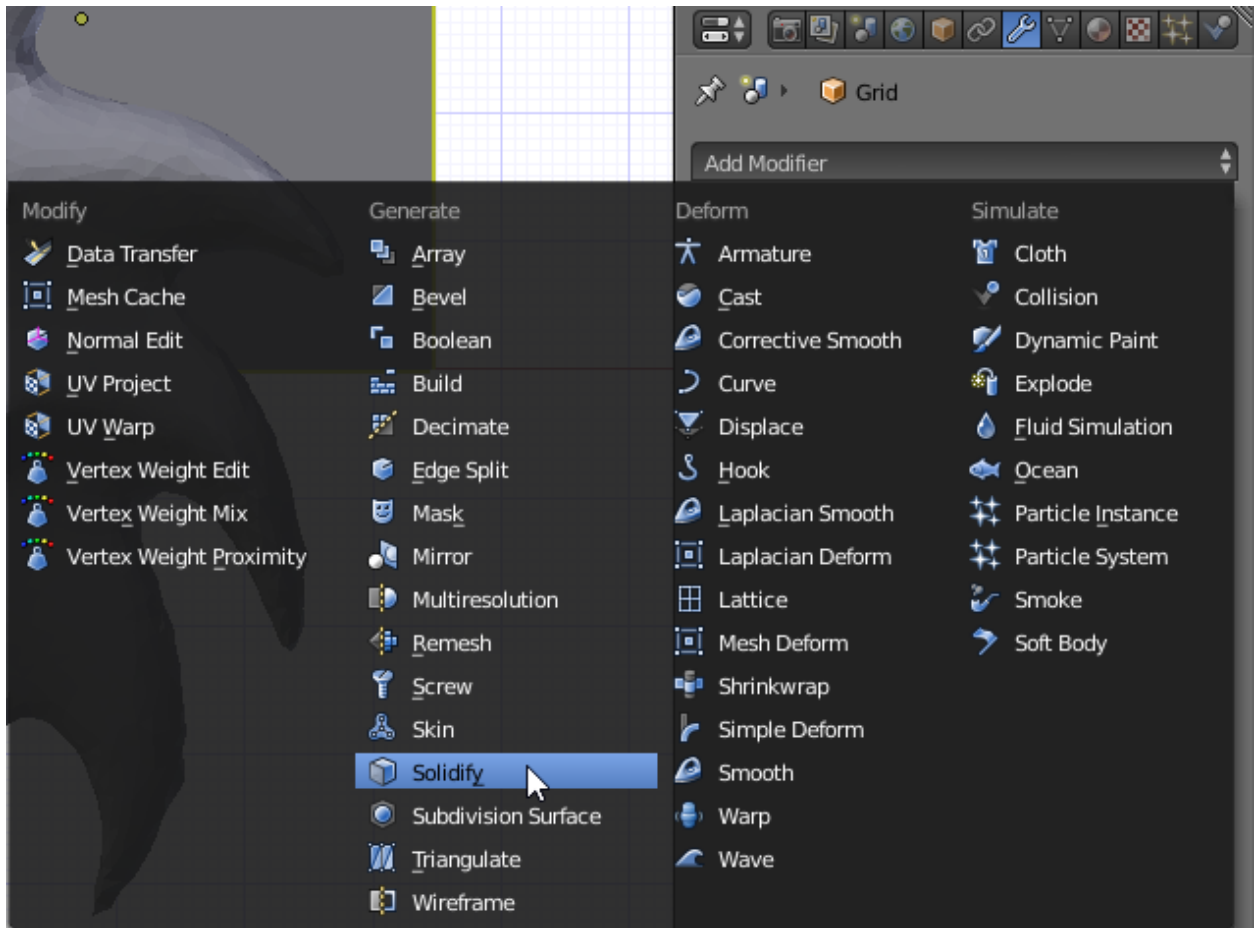 Grid
Add Modifier
Modify
Data Transfer
Mesh Cache
Normal Edit
UV Project
UV Warp
Vertex Weight Edit
Vertex Weight Mix
Vertex Weight Proximity
Generate
Array
Bevel
Boolean
Build
Decimate
Edge Split
Mask
Mirror
Multiresolution
Remesh
Screw
Skin
Solidify
Subdivision Surface
Triangulate
Wireframe
Deform
Armature
Cast
Corrective Smooth
Curve
Displace
Hook
Laplacian Smooth
Laplacian Deform
Lattice
Mesh Deform
Shrinkwrap
Simple Deform
Smooth
Warp
Wave
Simulate
Cloth
Collision
Dynamic Paint
Explode
Fluid Simulation
Ocean
Particle Instance
Particle System
Smoke
Soft Body